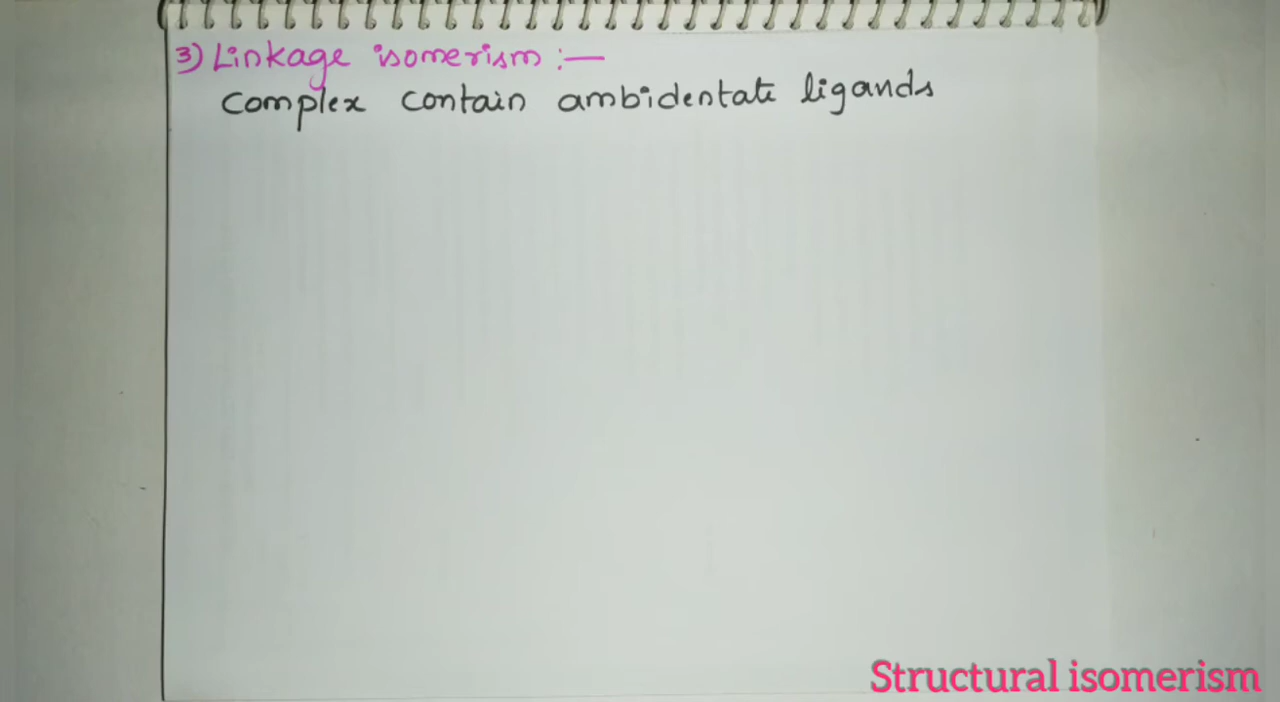 3) Linkage isomerism :—
Complex contain ambidentate ligands
Structural isomerism